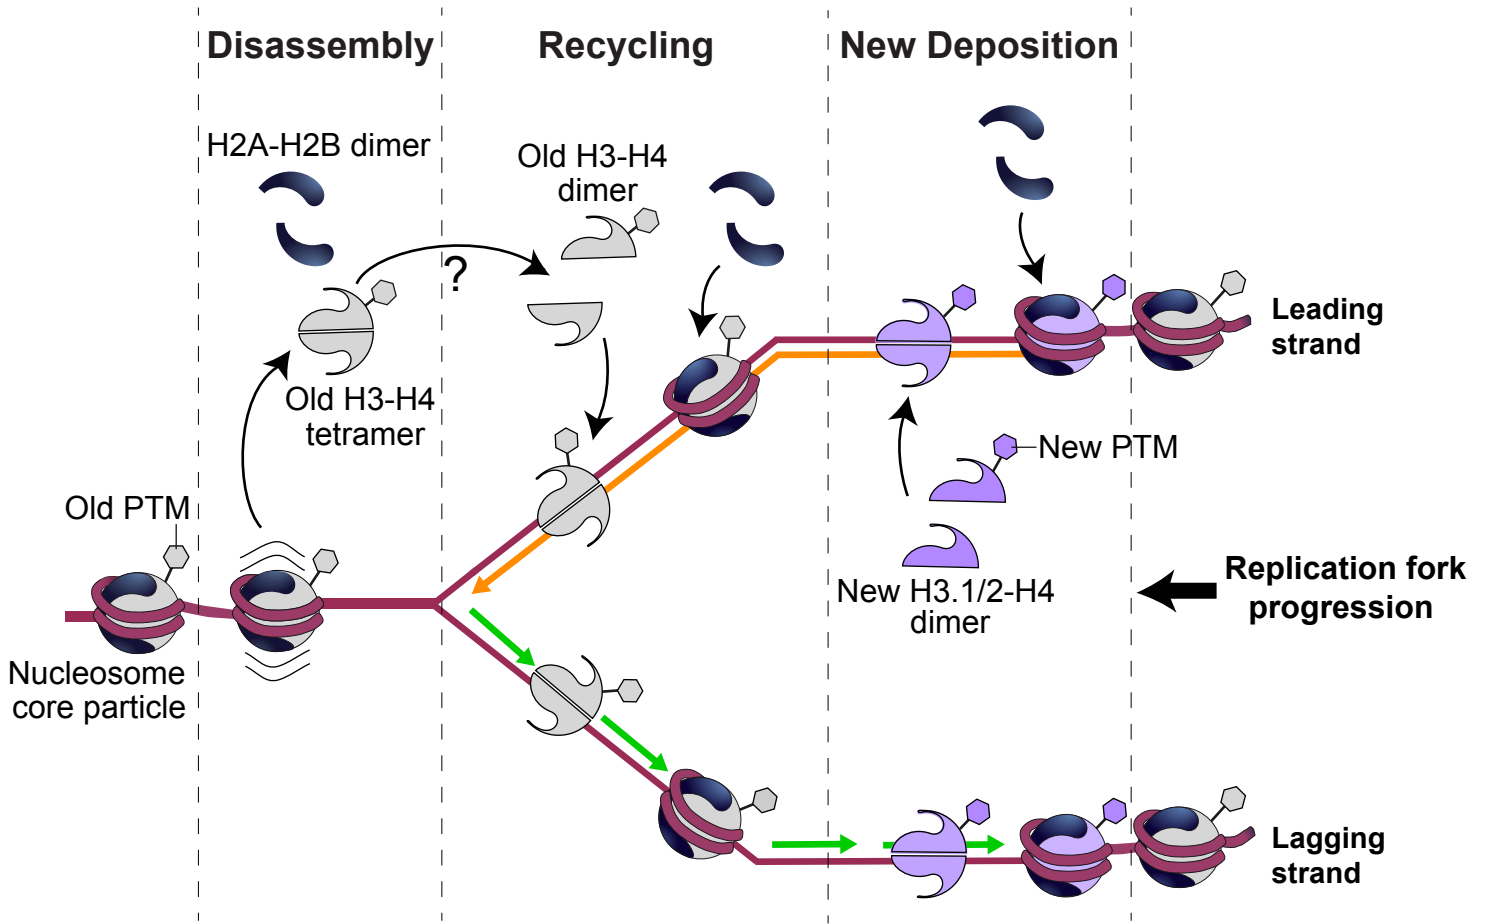 Disassembly
Recycling
New Deposition
H2A-H2B dimer
Old H3-H4
dimer
?
Old H3-H4
tetramer
Leading
strand
New PTM
Old PTM
New H3.1/2-H4
dimer
Replication fork
progression
Nucleosome
core particle
Lagging
strand